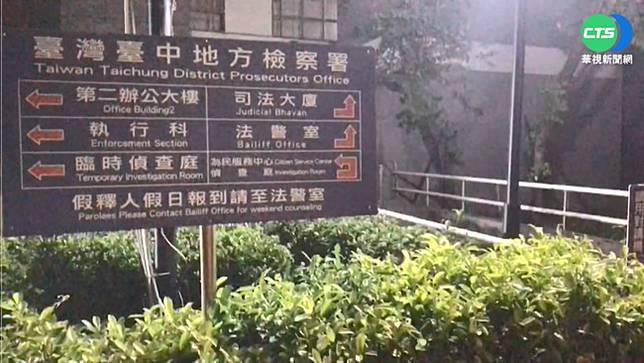 CTS
華視新聞網
臺灣臺中地方檢察署
Taiwan Taichung District Prosecutors Office
第二辦公大樓
Office Building2
司法大廈
Judicial Bhavan
執行科
Enforcement Section
法警室
Bailiff Office
臨時偵查庭
Temporary Investigation Room
為民服務中心 Citizen Service Center
偵查庭 Investigation Room
假釋人假日報到請至法警室
Parolees Please Contact Bailiff Office for weekend counseling